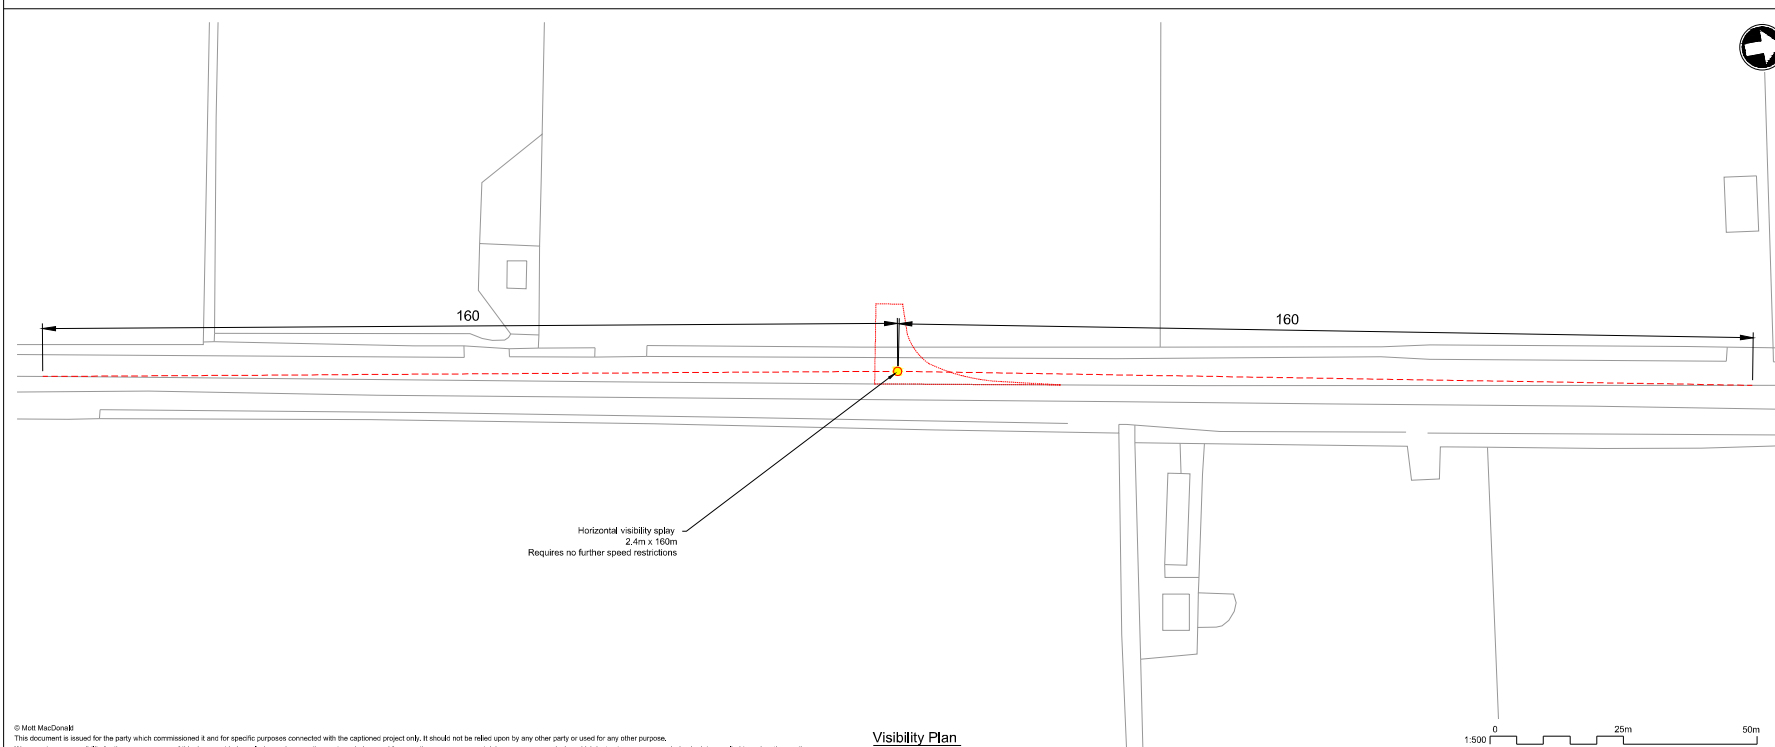 160
160
Horizontal visibility splay
2.4m x 160m
Requires no further speed restrictions
© Mott MacDonald
This document is issued for the party which commissioned it and for specific purposes connected with the captioned project only. It should not be relied upon by any other party or used for any other purpose.
Visibility Plan
1:500
0 25m 50m